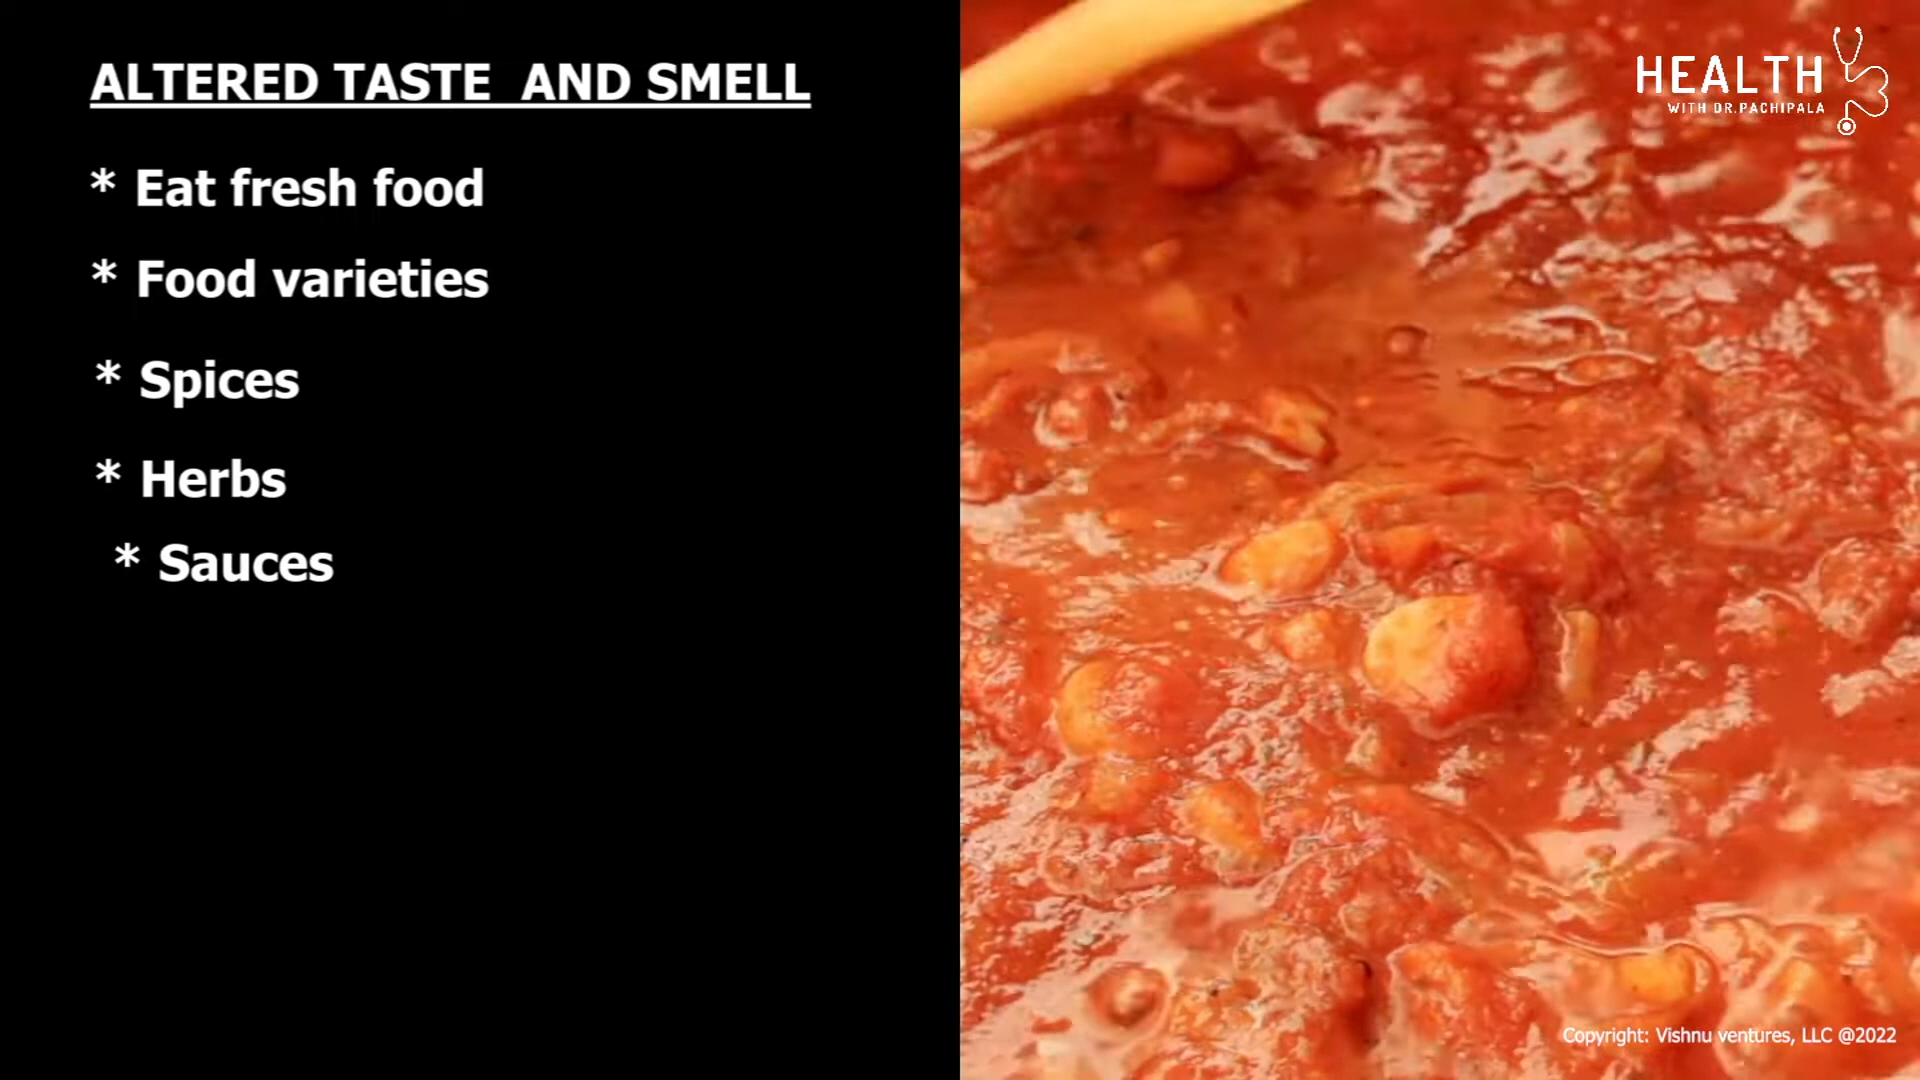 ALTERED TASTE  AND SMELL
* Eat fresh food
* Food varieties
* Spices
* Herbs
* Sauces
HEALTH
WITH DR.PACHIPALA
Copyright: Vishnu ventures, LLC @2022